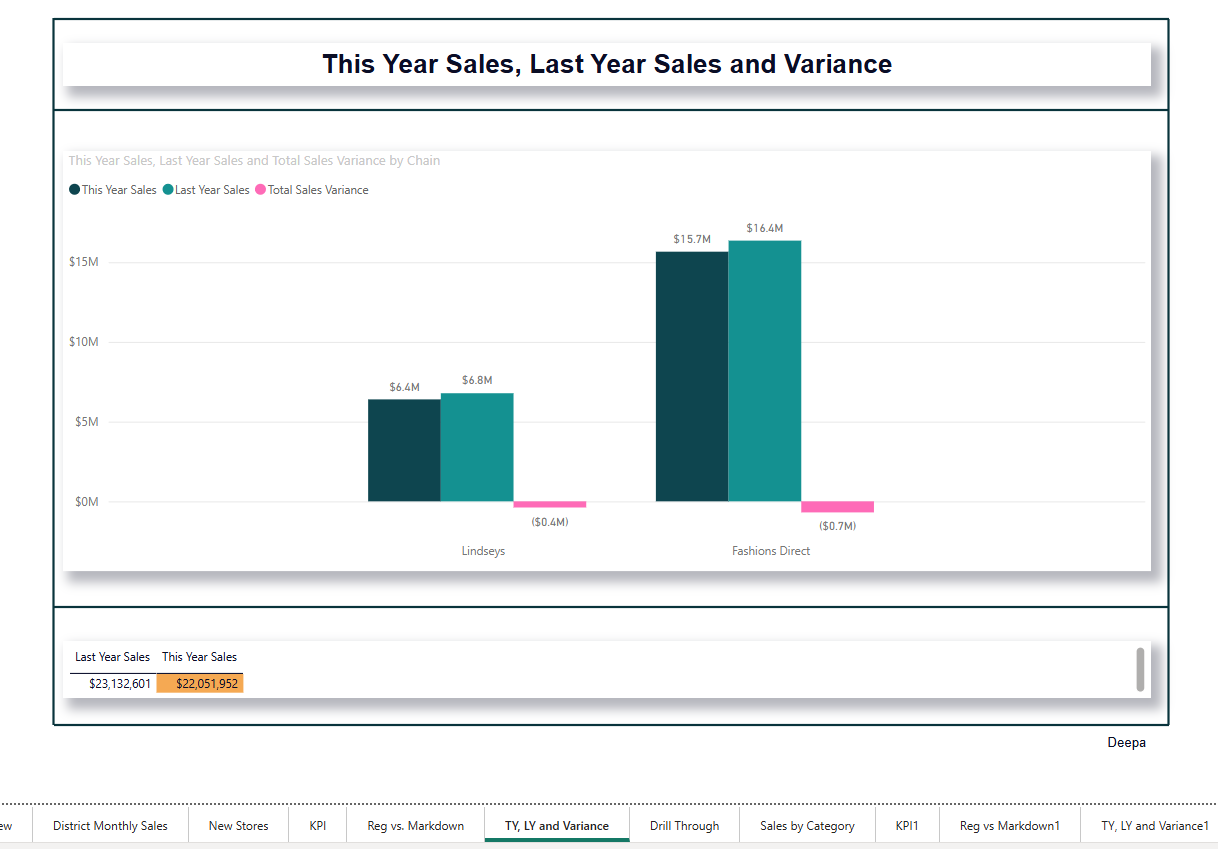 This Year Sales, Last Year Sales and Variance
This Year Sales, Last Year Sales and Total Sales Variance by Chain
This Year Sales Last Year Sales Total Sales Variance
$16.4M
$15.7M
$15M
$10M
$6.8M
$6.4M
$5M
$0M
($0.4M)
($0.7M)
Lindseys Fashions Direct
Last Year Sales This Year Sales
$23,132,601 $22,051,952
Deepa
ew District Monthly Sales New Stores KPI Reg vs. Markdown TY, LY and Variance Drill Through Sales by Category KPI1 Reg vs Markdown1 TY, LY and Variance1